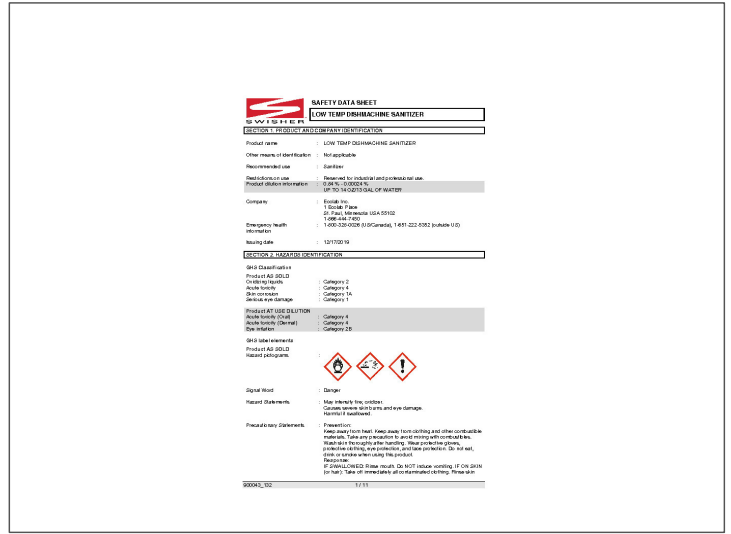 SAFETY DATA SHEET
LOW TEMP DISHMACHINE SANITIZER
SWISHER
SECTION 1. PRODUCT AND COMPANY IDENTIFICATION
Product name : LOW TEMP DISHMACHINE SANITIZER
Other means of identification : Not applicable
Recommended use : Sanitizer
Restrictions on use : Reserved for industrial and professional use.
Product dilution information : 0.84 % - 0.00024 %
UP TO 14 OZ/13 GAL OF WATER
Company : Ecolab Inc.
1 Ecolab Place
St. Paul, Minnesota USA 55102
1-866-444-7450
Emergency health information : 1-800-328-0026 (US/Canada), 1-651-222-5352 (outside US)
Issuing date : 12/17/2019
SECTION 2. HAZARDS IDENTIFICATION
GHS Classification
Product AS SOLD
Oxidizing liquids : Category 2
Acute toxicity : Category 4
Skin corrosion : Category 1A
Serious eye damage : Category 1
Product AT USE DILUTION
Acute toxicity (Oral) : Category 4
Acute toxicity (Dermal) : Category 4
Eye irritation : Category 2B
GHS label elements
Product AS SOLD
Hazard pictograms :
Signal Word : Danger
Hazard Statements : May intensify fire; oxidizer.
Causes severe skin burns and eye damage.
Harmful if swallowed.
Precautionary Statements : Prevention:
Keep away from heat. Keep away from clothing and other combustible
materials. Take any precaution to avoid mixing with combustibles.
Wash skin thoroughly after handling. Wear protective gloves,
protective clothing, eye protection, and face protection. Do not eat,
drink or smoke when using this product.
Response:
IF SWALLOWED: Rinse mouth. Do NOT induce vomiting. IF ON SKIN
(or hair): Take off immediately all contaminated clothing. Rinse skin
900043_132 1 / 11